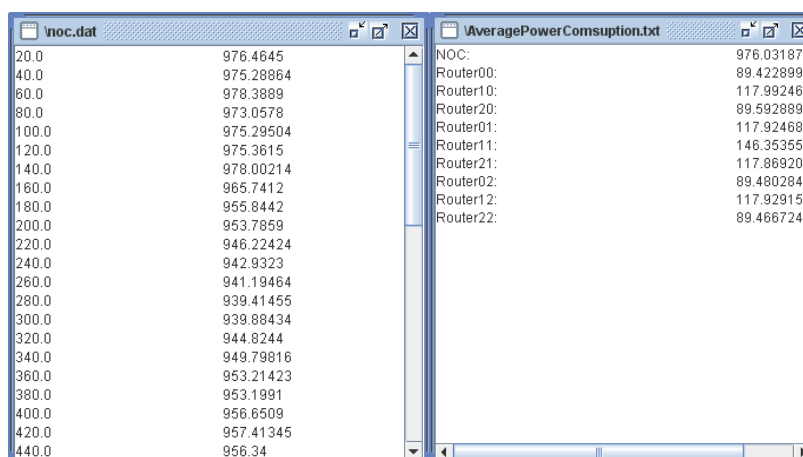 \noc.dat
20.0 976.4645
40.0 975.28864
60.0 978.3889
80.0 973.0578
100.0 975.29504
120.0 975.3615
140.0 978.00214
160.0 965.7412
180.0 955.8442
200.0 953.7859
220.0 946.22424
240.0 942.9323
260.0 941.19464
280.0 939.41455
300.0 939.88434
320.0 944.8244
340.0 949.79816
360.0 953.21423
380.0 953.1991
400.0 956.6509
420.0 957.41345
440.0 956.34
\AveragePowerComsuption.txt
NOC: 976.03187
Router00: 89.422899
Router10: 117.99246
Router20: 89.592889
Router01: 117.92468
Router11: 146.35355
Router21: 117.86920
Router02: 89.480284
Router12: 117.92915
Router22: 89.466724